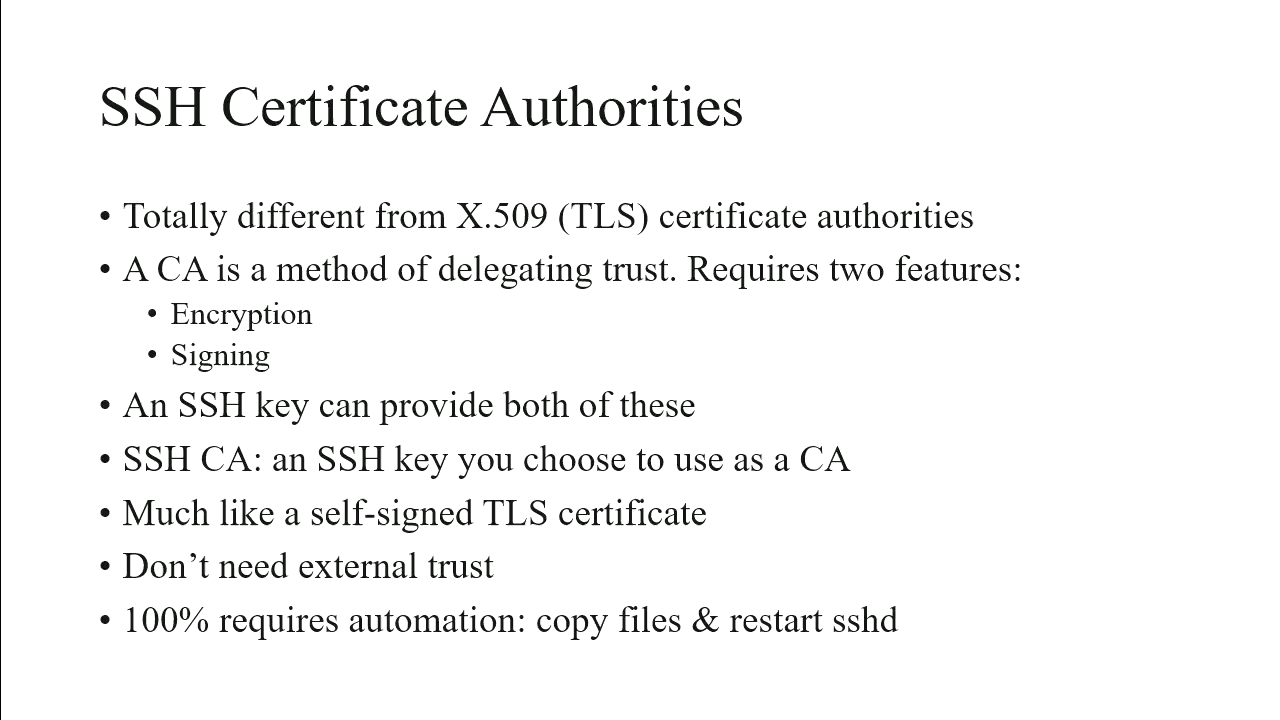 SSH Certificate Authorities
• Totally different from X.509 (TLS) certificate authorities
• A CA is a method of delegating trust. Requires two features:
• Encryption
• Signing
• An SSH key can provide both of these
• SSH CA: an SSH key you choose to use as a CA
• Much like a self-signed TLS certificate
• Don’t need external trust
• 100% requires automation: copy files & restart sshd